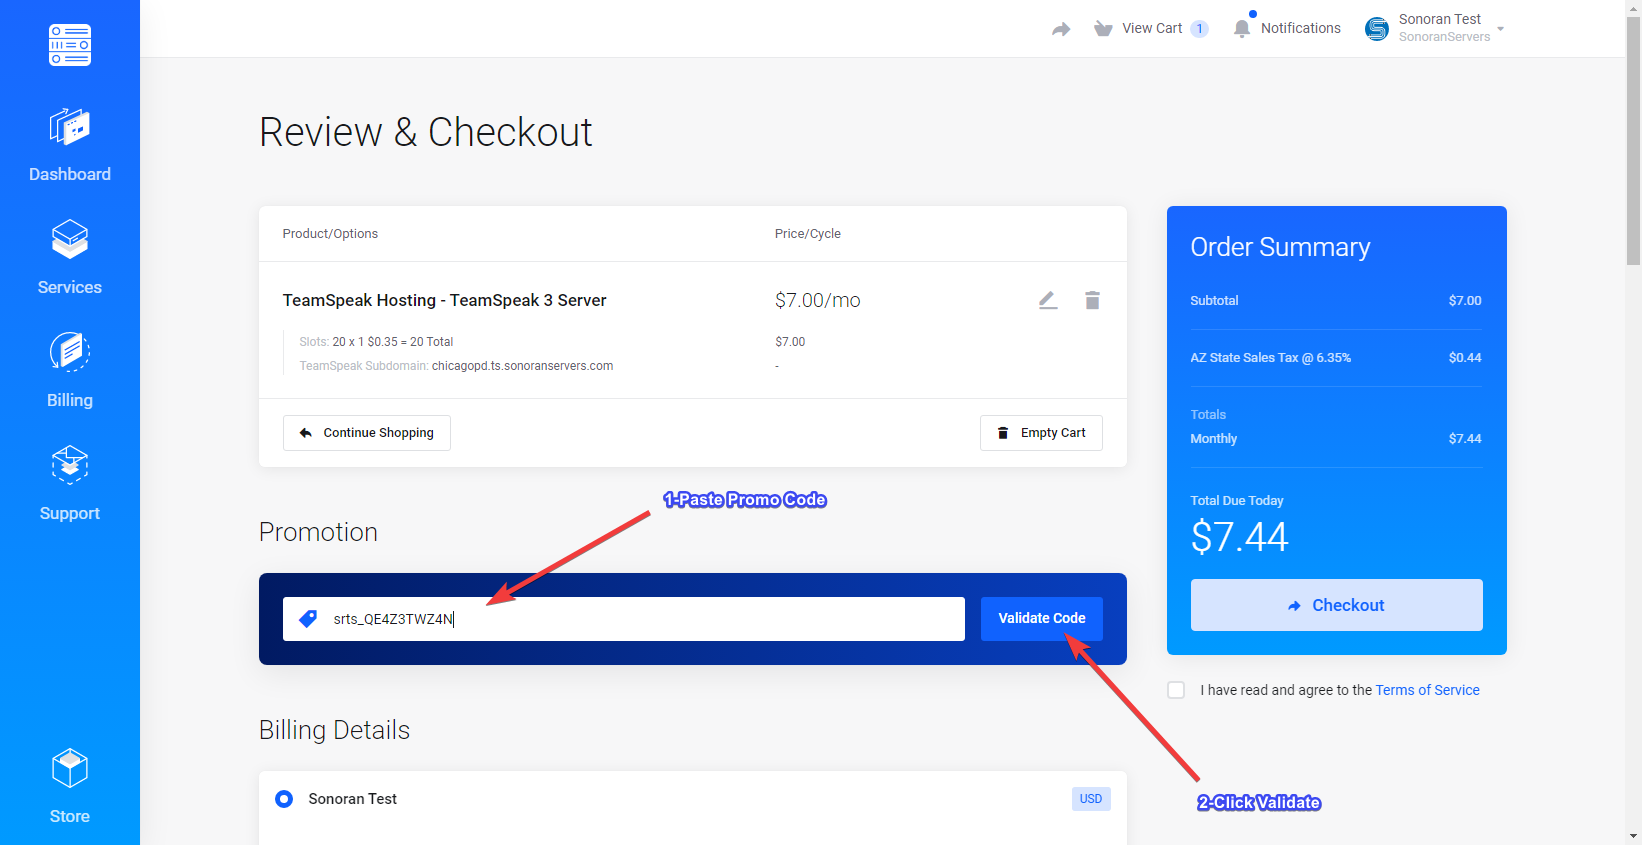 View Cart 1
Notifications
Sonoran Test
SonoranServers
Dashboard
Services
Billing
Support
Store
Review & Checkout
Product/Options Price/Cycle
TeamSpeak Hosting - TeamSpeak 3 Server $7.00/mo
Slots: 20 x 1 $0.35 = 20 Total $7.00
TeamSpeak Subdomain: chicagopd.ts.sonoranservers.com -
Continue Shopping Empty Cart
1-Paste Promo Code
Promotion
srts_QE4Z3TWZ4N Validate Code
2-Click Validate
Billing Details
Sonoran Test USD
Order Summary
Subtotal $7.00
AZ State Sales Tax @ 6.35% $0.44
Totals
Monthly $7.44
Total Due Today
$7.44
Checkout
I have read and agree to the Terms of Service